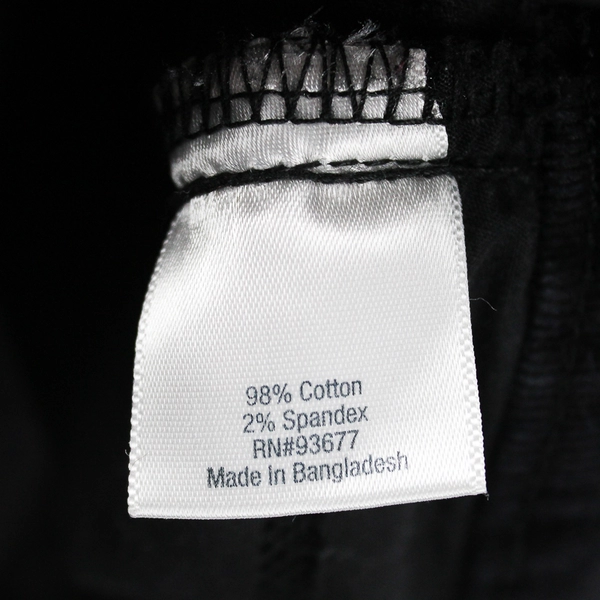 98% Cotton
2% Spandex
RN#93677
Made In Bangladesh